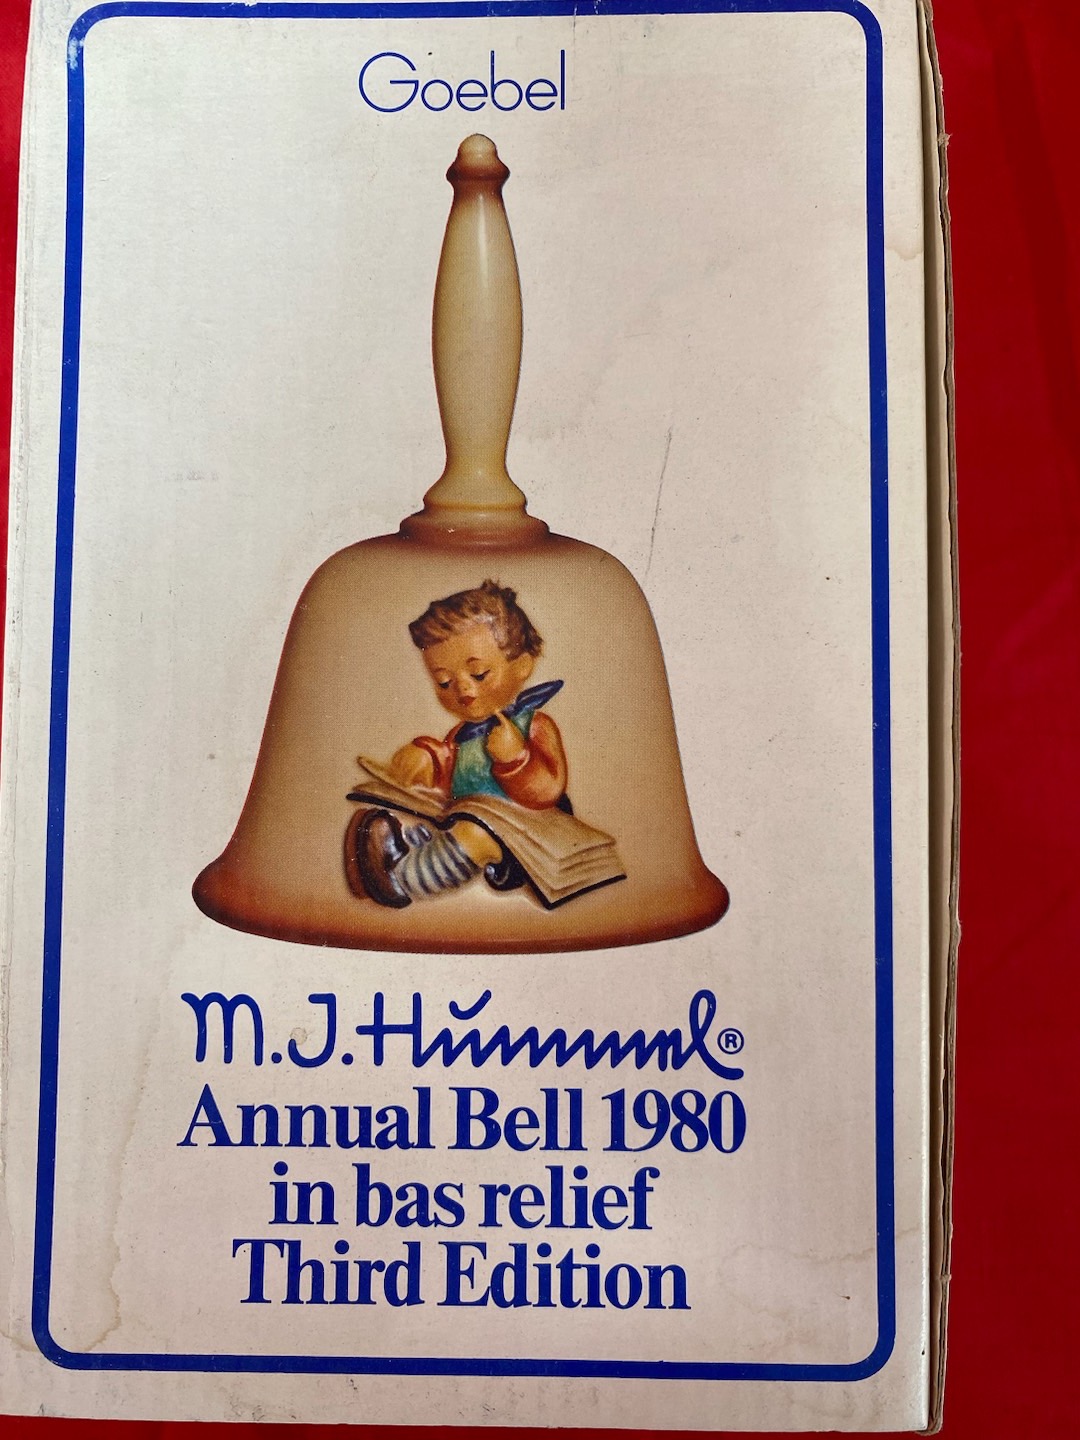 Goebel
M.J. Hummel®
Annual Bell 1980
in bas relief
Third Edition